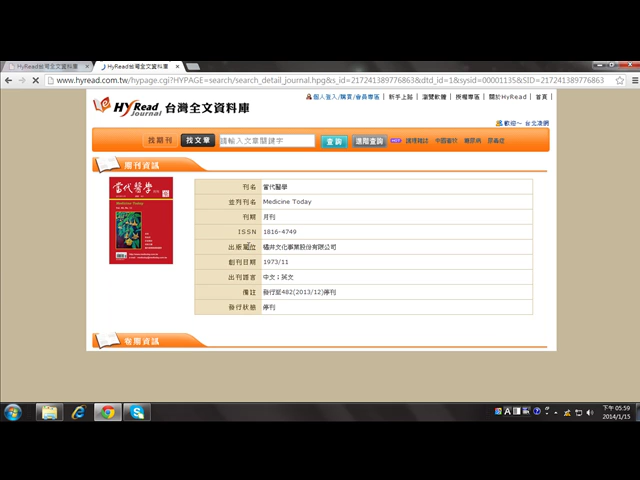 HyRead台灣全文資料庫
HyRead台灣全文資料庫
www.hyread.com.tw/hypage.cgi?HYPAGE=search/search_detail_journal.hpg&s_id=217241389776863&dtd_id=1&sysid=00001135&SID=217241389776863
個人登入/購買/會員專區 新手上路 瀏覽軟體 授權專區 關於HyRead 首頁
HyRead Journal 台灣全文資料庫
歡迎~ 台北凌網
找期刊 找文章 請輸入文章關鍵字 查詢 進階查詢 HOT 護理雜誌 中國畜牧 糖尿病
期刊資訊
當代醫學
Medicine Today
刊名 當代醫學
並列刊名 Medicine Today
刊期 月刊
ISSN 1816-4749
出版單位 橘井文化事業股份有限公司
創刊日期 1973/11
出刊語言 中文;英文
備註 發行至482(2013/12)停刊
發行狀態 停刊
卷期資訊
下午 05:59
2014/1/15